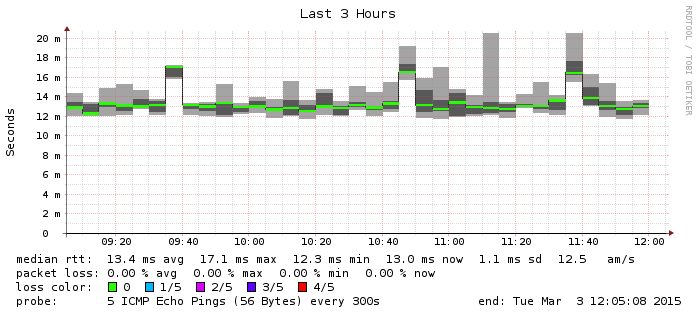 Last 3 Hours
RRDTOOL / TOBI OETIKER
Seconds
20 m
18 m
16 m
14 m
12 m
10 m
8 m
6 m
4 m
2 m
0
09:20 09:40 10:00 10:20 10:40 11:00 11:20 11:40 12:00
median rtt: 13.4 ms avg 17.1 ms max 12.3 ms min 13.0 ms now 1.1 ms sd 12.5 am/s
packet loss: 0.00 % avg 0.00 % max 0.00 % min 0.00 % now
loss color: 0 1/5 2/5 3/5 4/5
probe: 5 ICMP Echo Pings (56 Bytes) every 300s end: Tue Mar 3 12:05:08 2015